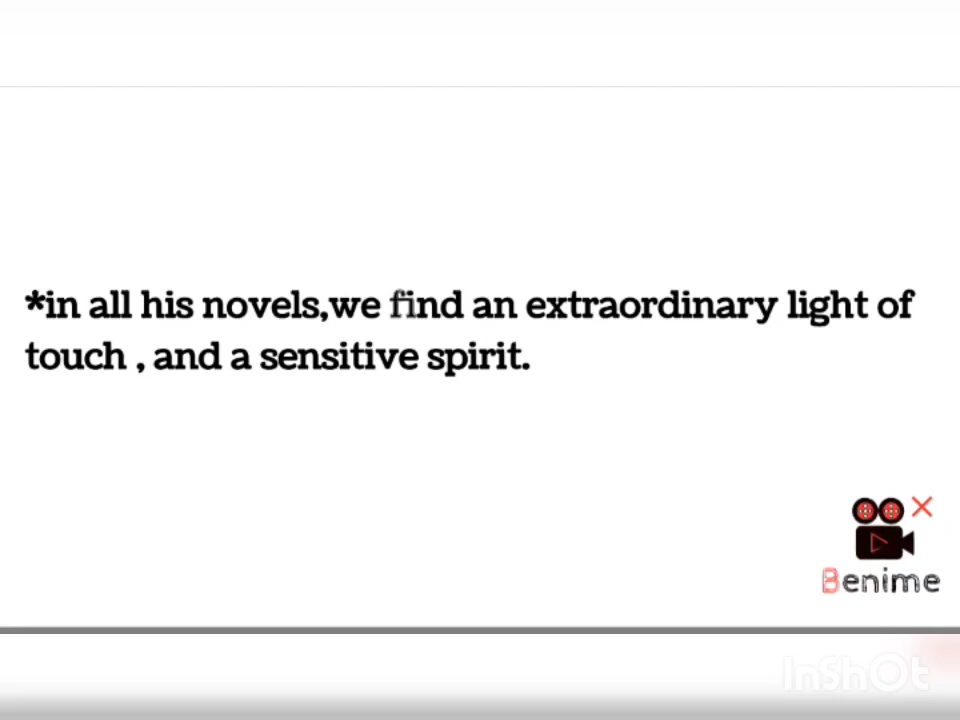 *in all his novels,we find an extraordinary light of
touch , and a sensitive spirit.
Benime
InShOt